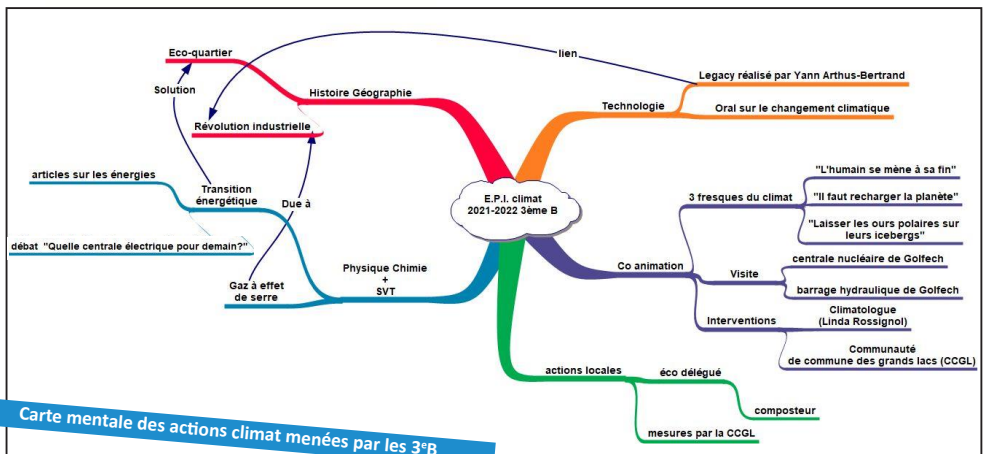 Eco-quartier
Solution
Histoire Géographie
Révolution industrielle
lien
Legacy réalisé par Yann Arthus-Bertrand
Technologie
Oral sur le changement climatique
articles sur les énergies
Transition
énergétique
Due à
débat "Quelle centrale électrique pour demain?"
Gaz à effet
de serre
Physique Chimie
+
SVT
E.P.I. climat
2021-2022 3ème B
"L'humain se mène à sa fin"
3 fresques du climat
"Il faut recharger la planète"
"Laisser les ours polaires sur
leurs icebergs"
Co animation
centrale nucléaire de Golfech
Visite
barrage hydraulique de Golfech
Interventions
Climatologue
(Linda Rossignol)
Communauté
de commune des grands lacs (CCGL)
actions locales
éco délégué
composteur
mesures par la CCGL
Carte mentale des actions climat menées par les 3eB